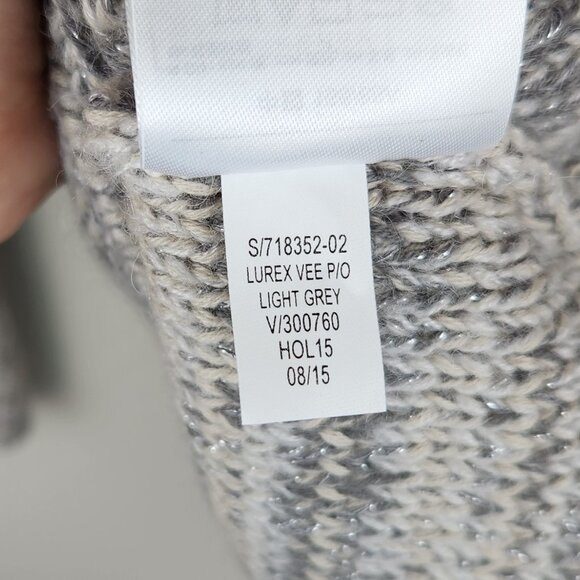 S/718352-02
LUREX VEE P/O
LIGHT GREY
V/300760
HOL15
08/15